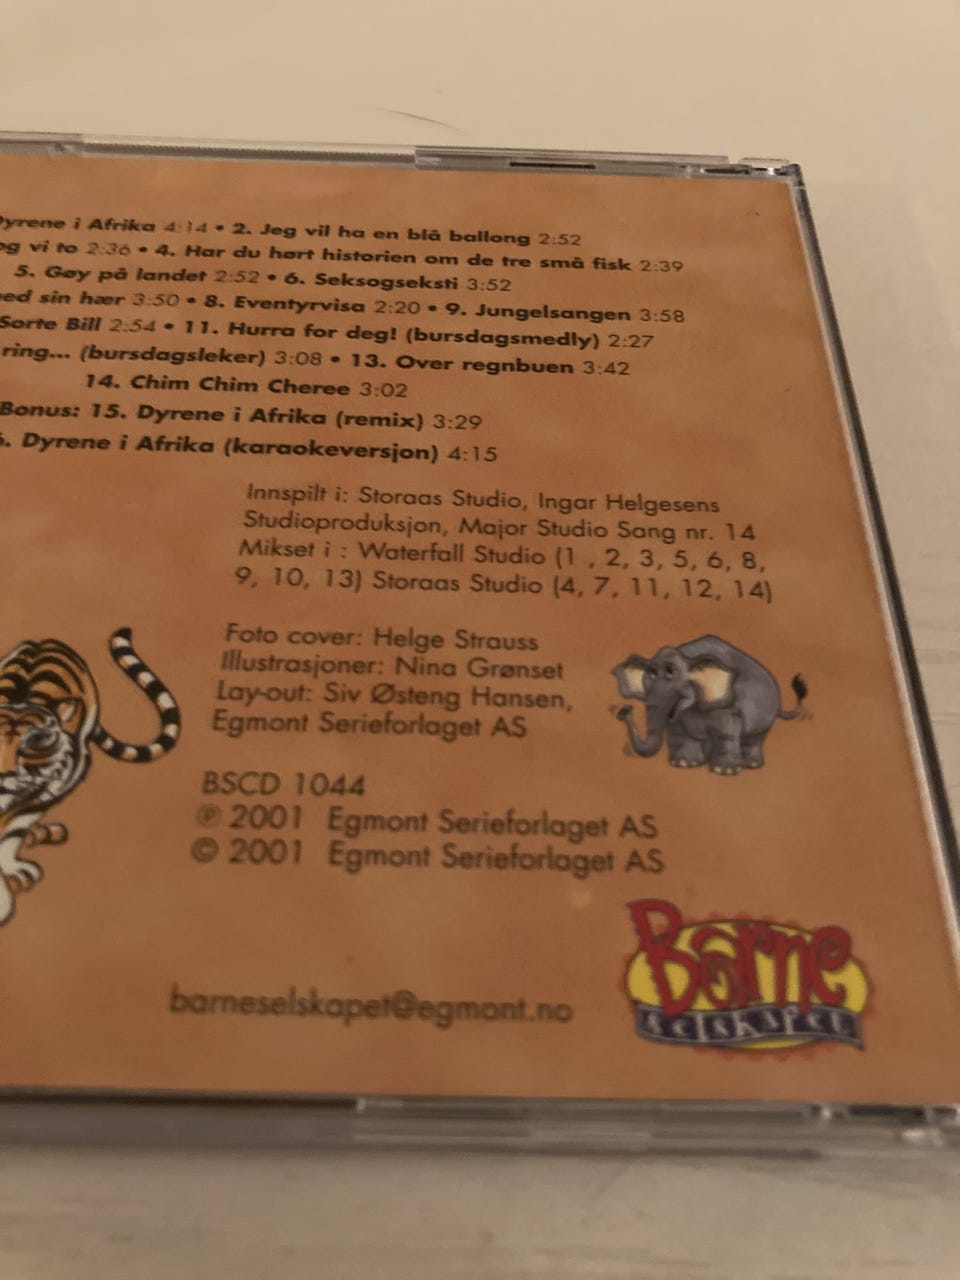 Dyrene i Afrika 4:14 • 2. Jeg vil ha en blå ballong 2:52
og vi to 2:36 • 4. Har du hørt historien om de tre små fisk 2:39
5. Gøy på landet 2:52 • 6. Seksogseksti 3:52
ed sin hær 3:50 • 8. Eventyrvisa 2:20 • 9. Jungelsangen 3:58
Sorte Bill 2:54 • 11. Hurra for deg! (bursdagsmedly) 2:27
ring... (bursdagsleker) 3:08 • 13. Over regnbuen 3:42
14. Chim Chim Cheree 3:02
Bonus: 15. Dyrene i Afrika (remix) 3:29
. Dyrene i Afrika (karaokeversjon) 4:15
Innspilt i: Storaas Studio, Ingar Helgesens
Studioproduksjon, Major Studio Sang nr. 14
Mikset i : Waterfall Studio (1 , 2, 3, 5, 6, 8,
9, 10, 13) Storaas Studio (4, 7, 11, 12, 14)
Foto cover: Helge Strauss
Illustrasjoner: Nina Grønset
Lay-out: Siv Østeng Hansen,
Egmont Serieforlaget AS
BSCD 1044
℗ 2001 Egmont Serieforlaget AS
© 2001 Egmont Serieforlaget AS
barneselskapet@egmont.no
Barne
selskapet